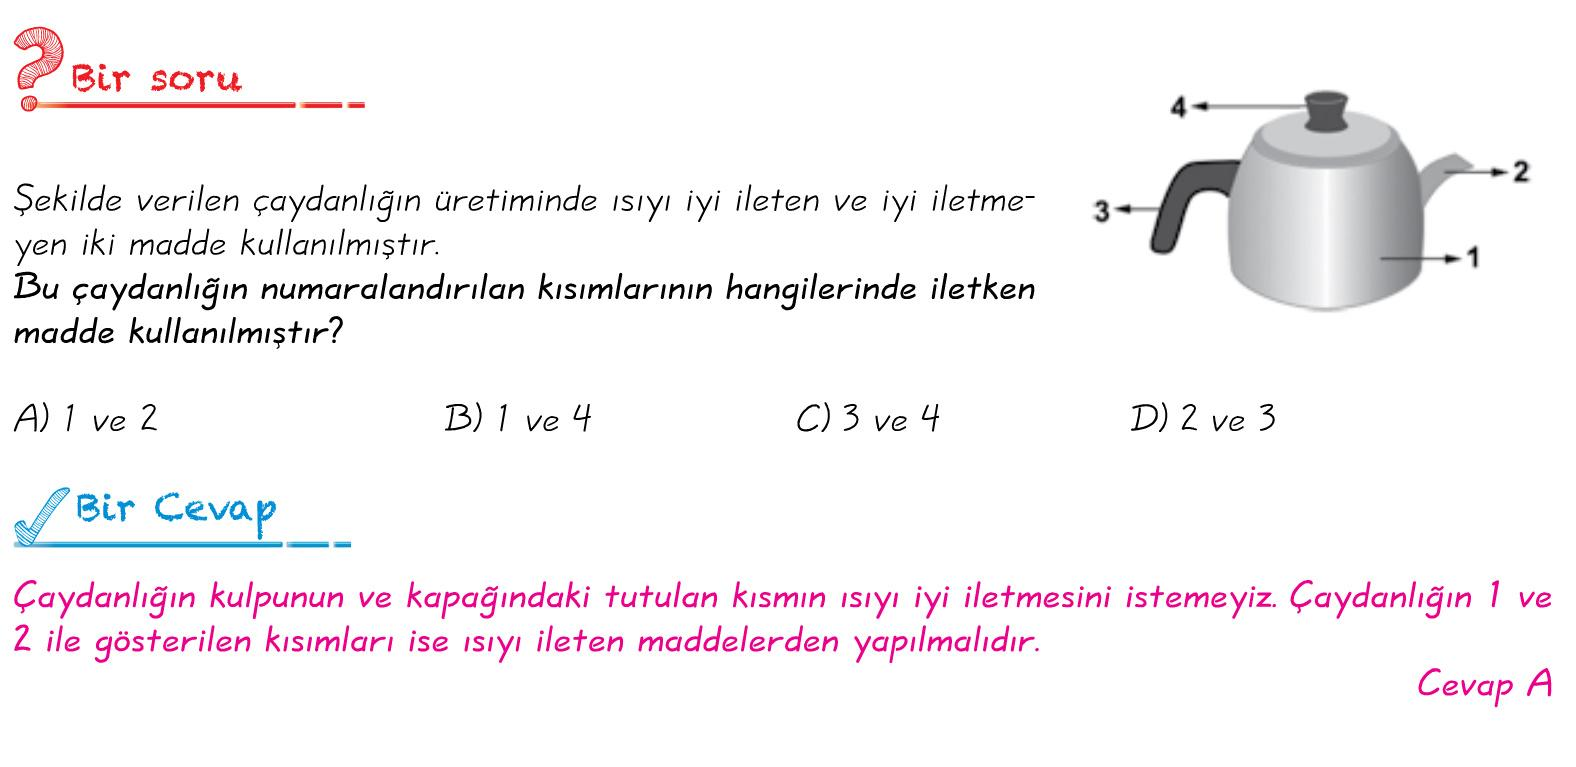 Bir soru
4
2
3
1
Şekilde verilen çaydanlığın üretiminde ısıyı iyi ileten ve iyi iletme-
yen iki madde kullanılmıştır.
Bu çaydanlığın numaralandırılan kısımlarının hangilerinde iletken
madde kullanılmıştır?
A) 1 ve 2 B) 1 ve 4 C) 3 ve 4 D) 2 ve 3
Bir Cevap
Çaydanlığın kulpunun ve kapağındaki tutulan kısmın ısıyı iyi iletmesini istemeyiz. Çaydanlığın 1 ve
2 ile gösterilen kısımları ise ısıyı ileten maddelerden yapılmalıdır.
Cevap A